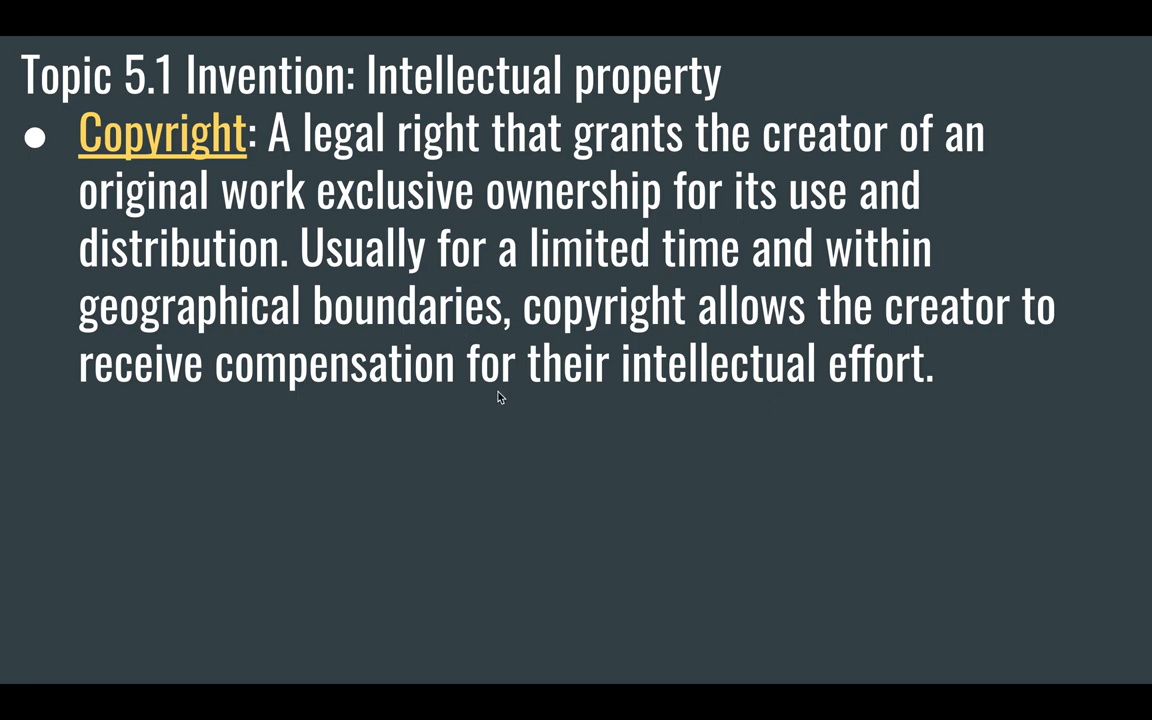 Topic 5.1 Invention: Intellectual property
● Copyright: A legal right that grants the creator of an
original work exclusive ownership for its use and
distribution. Usually for a limited time and within
geographical boundaries, copyright allows the creator to
receive compensation for their intellectual effort.